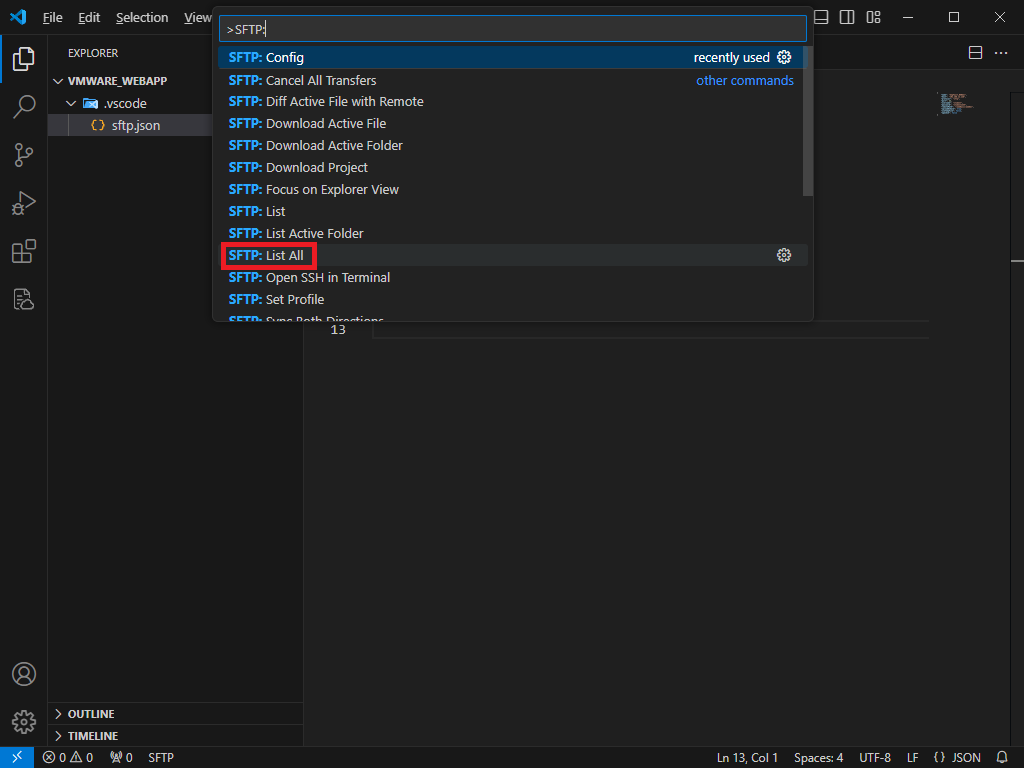 File Edit Selection View
>SFTP:
EXPLORER
SFTP: Config recently used
VMWARE_WEBAPP
SFTP: Cancel All Transfers other commands
.vscode
SFTP: Diff Active File with Remote
{} sftp.json
SFTP: Download Active File
SFTP: Download Active Folder
SFTP: Download Project
SFTP: Focus on Explorer View
SFTP: List
SFTP: List Active Folder
SFTP: List All
SFTP: Open SSH in Terminal
SFTP: Set Profile
SFTP: Sync Both Directions
13
OUTLINE
TIMELINE
0 0 0 SFTP Ln 13, Col 1 Spaces: 4 UTF-8 LF {} JSON